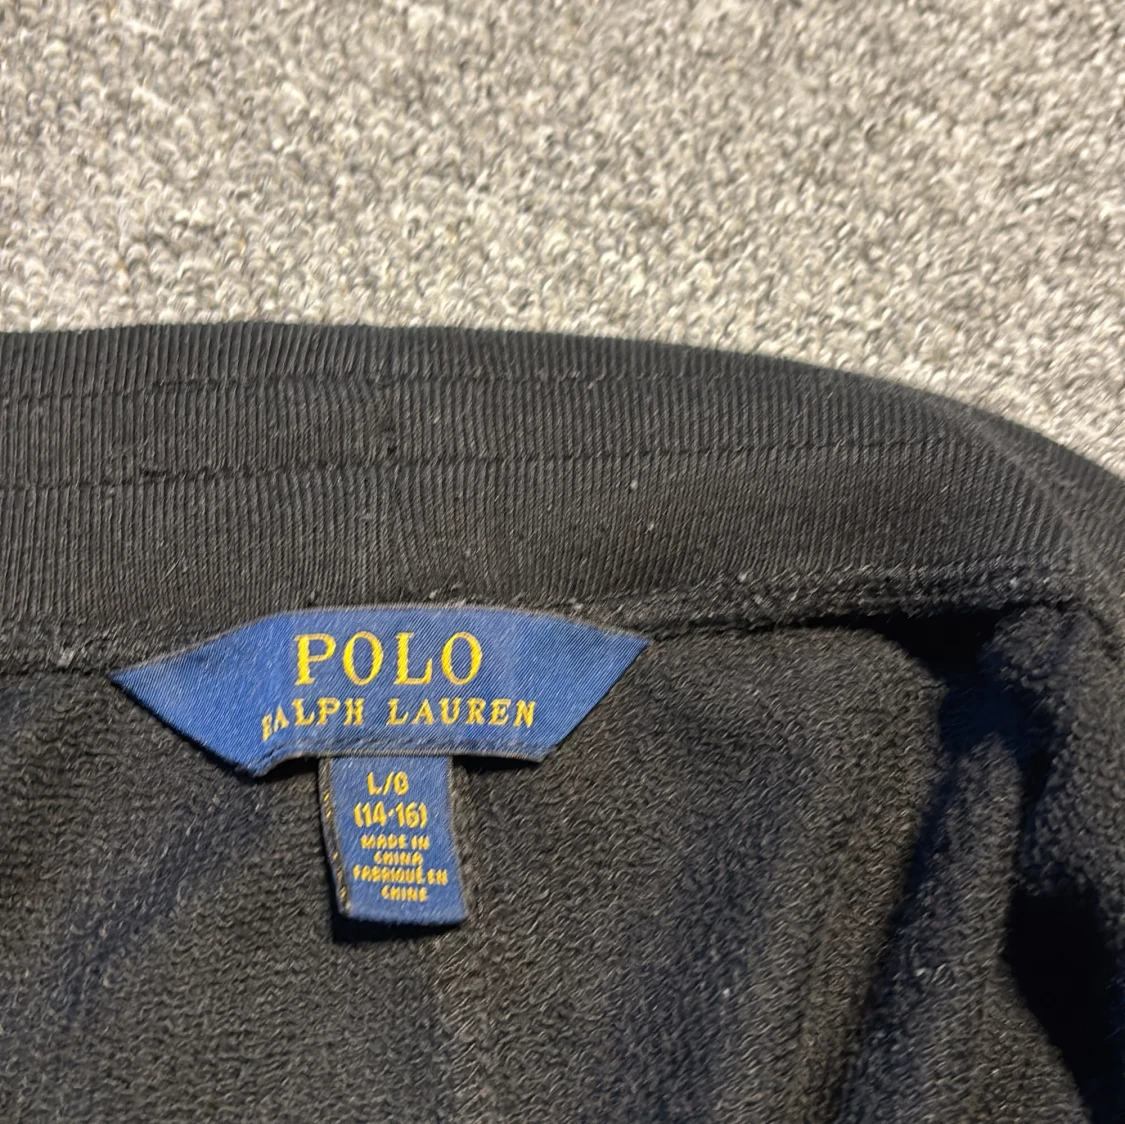 POLO
RALPH LAUREN
L/G
(14-16)
MADE IN
CHINA
FABRIQUÉ EN
CHINE